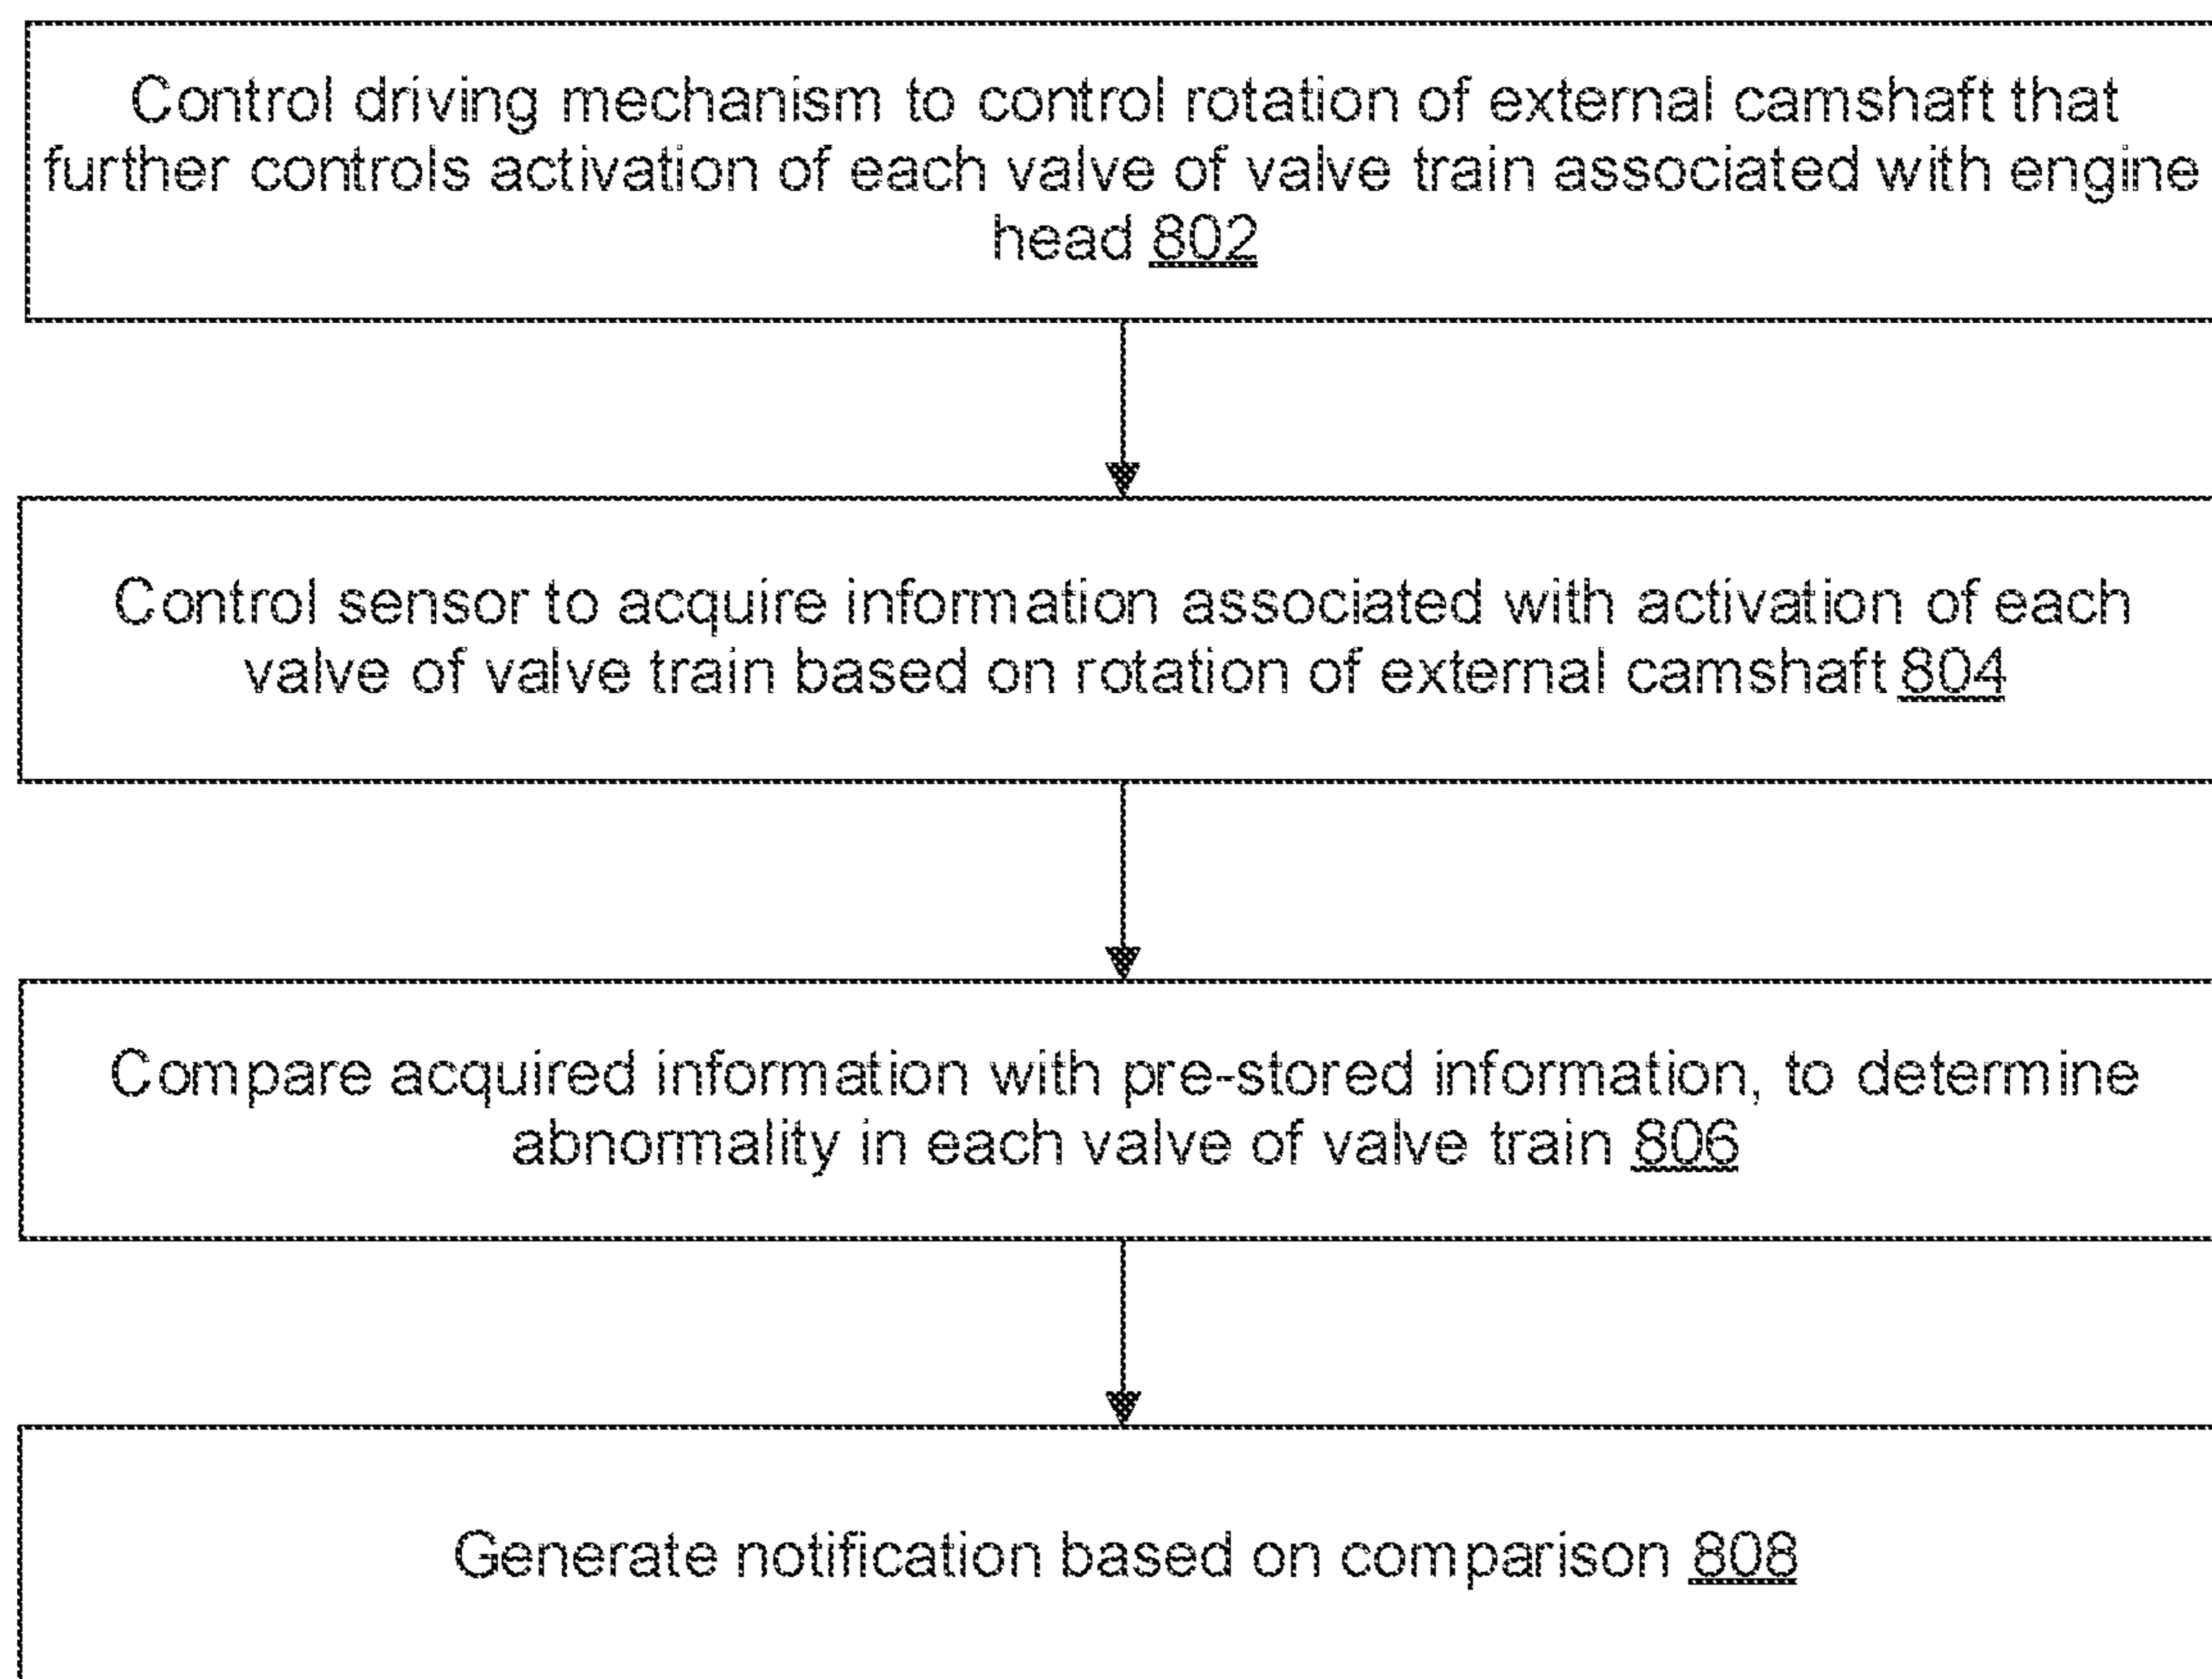 Control driving mechanism to control rotation of external camshaft that
further controls activation of each valve of valve train associated with engine
head 802
Control sensor to acquire information associated with activation of each
valve of valve train based on rotation of external camshaft 804
Compare acquired information with pre-stored information, to determine
abnormality in each valve of valve train 806
Generate notification based on comparison 808